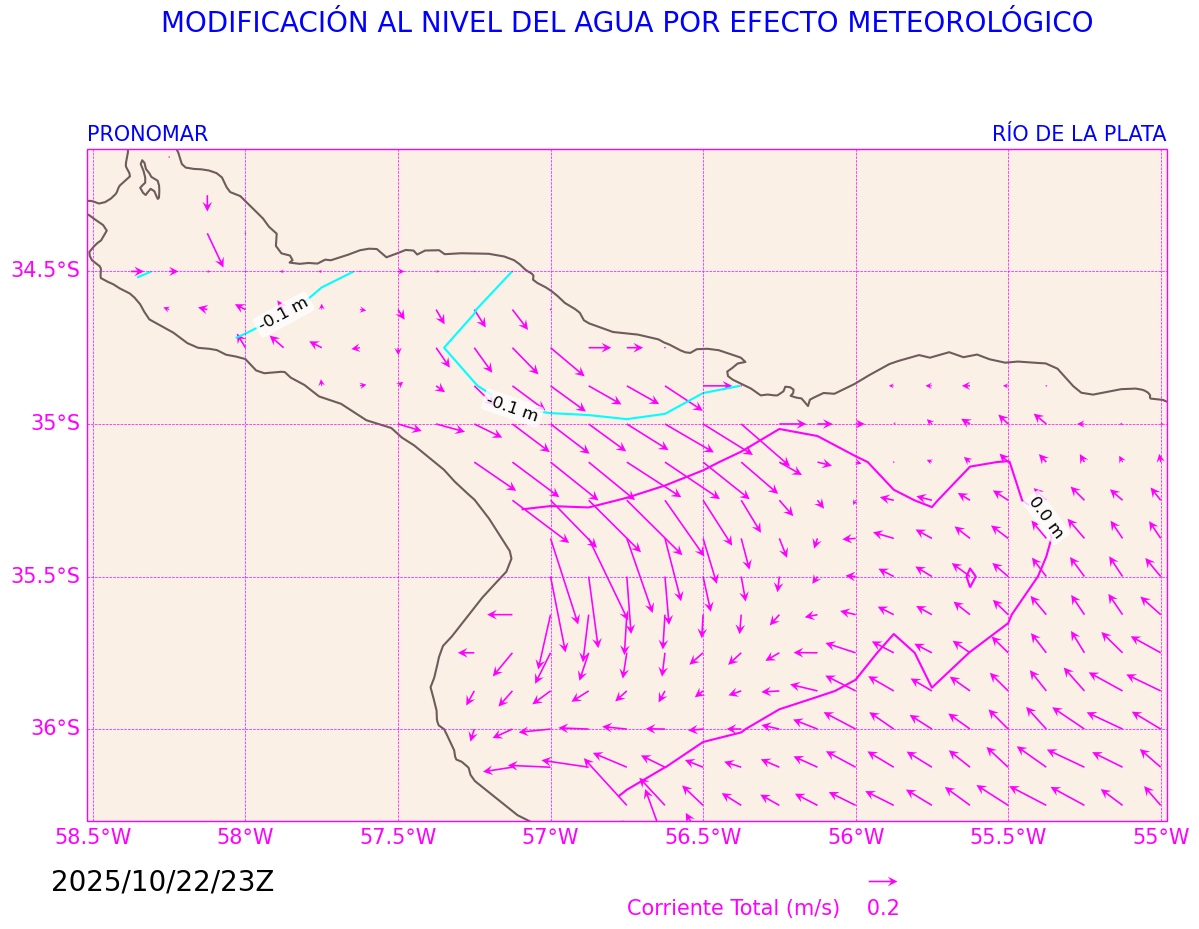 MODIFICACIÓN AL NIVEL DEL AGUA POR EFECTO METEOROLÓGICO
PRONOMAR
RÍO DE LA PLATA
34.5°S
-0.1 m
-0.1 m
35°S
0.0 m
35.5°S
36°S
58.5°W
58°W
57.5°W
57°W
56.5°W
56°W
55.5°W
55°W
2025/10/22/23Z
Corriente Total (m/s)
0.2